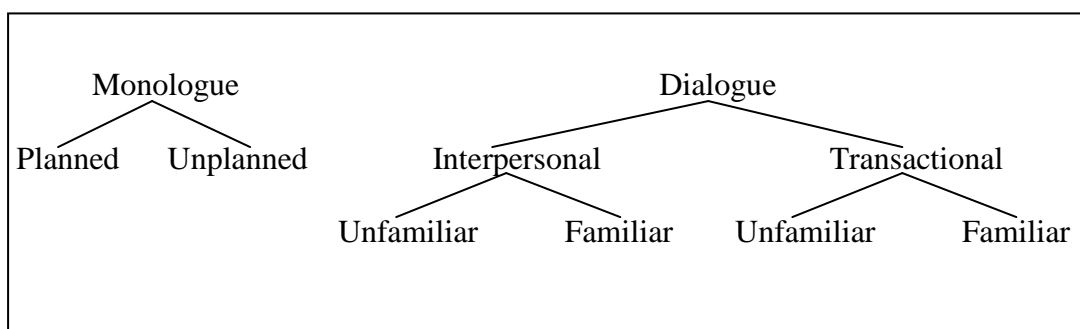 Monologue Dialogue
Planned Unplanned Interpersonal Transactional
Unfamiliar Familiar Unfamiliar Familiar